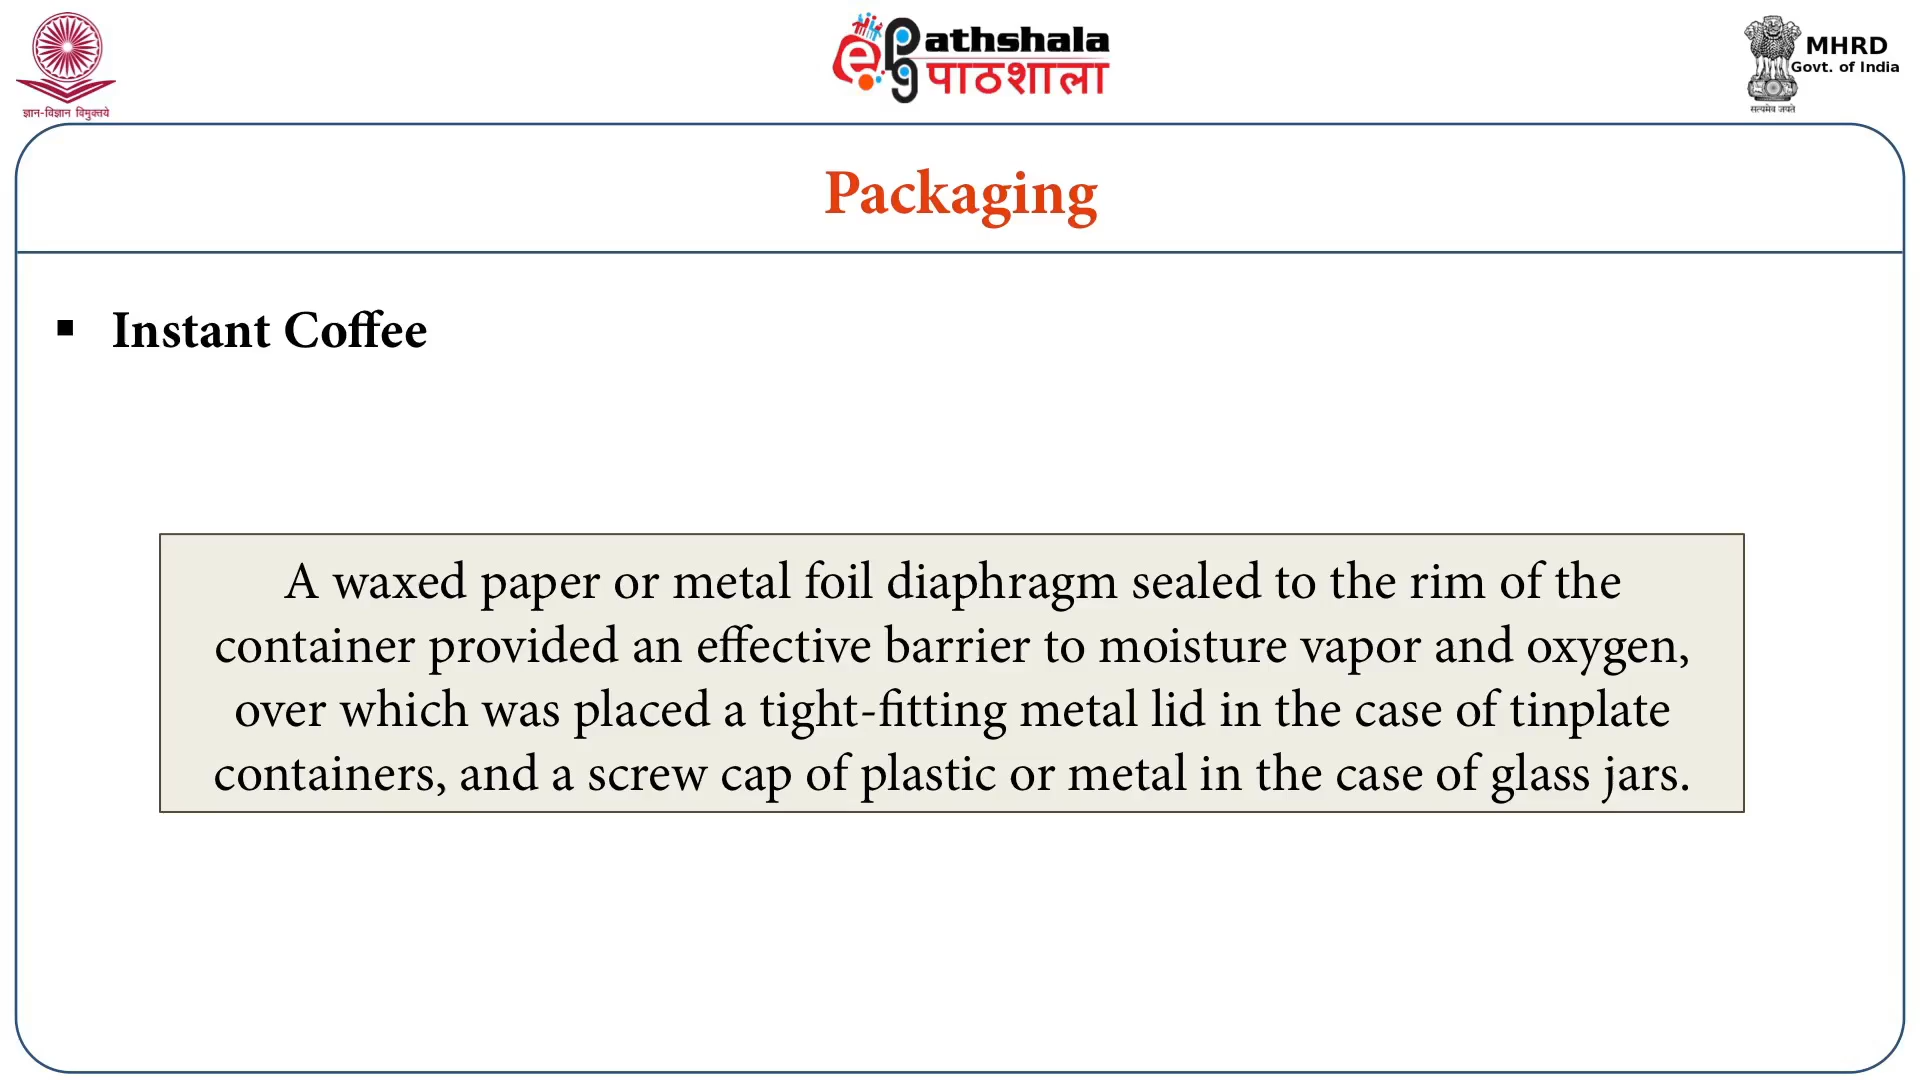 ज्ञान-विज्ञान विमुक्तये
e pg Pathshala
पाठशाला
MHRD
Govt. of India
सत्यमेव जयते
Packaging
▪ Instant Coffee
A waxed paper or metal foil diaphragm sealed to the rim of the
container provided an effective barrier to moisture vapor and oxygen,
over which was placed a tight-fitting metal lid in the case of tinplate
containers, and a screw cap of plastic or metal in the case of glass jars.